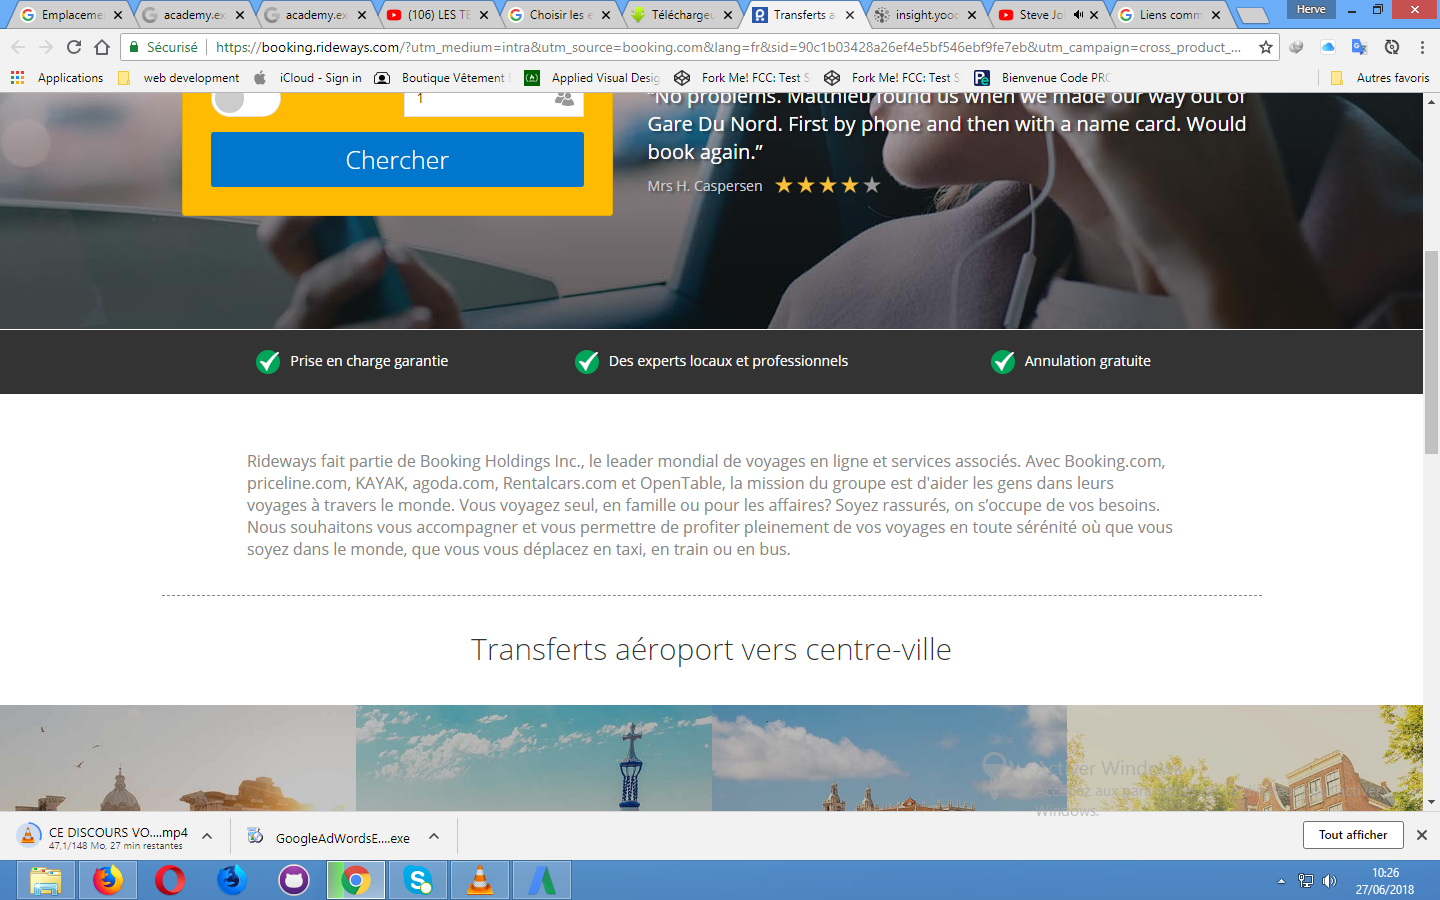 Emplaceme
academy.ex
academy.ex
(106) LES TE
Choisir les e
Télécharge
Transferts a
insight.yooc
Steve Jo
Liens comm
Herve
Sécurisé
https://booking.rideways.com/?utm_medium=intra&utm_source=booking.com&lang=fr&sid=90c1b03428a26ef4e5bf546ebf9fe7eb&utm_campaign=cross_product_...
Applications
web development
iCloud - Sign in
Boutique Vêtement
Applied Visual Desig
Fork Me! FCC: Test S
Fork Me! FCC: Test S
Bienvenue Code PRO
Autres favoris
1
Chercher
"No problems. Matthieu found us when we made our way out of
Gare Du Nord. First by phone and then with a name card. Would
book again.”
Mrs H. Caspersen
Prise en charge garantie
Des experts locaux et professionnels
Annulation gratuite
Rideways fait partie de Booking Holdings Inc., le leader mondial de voyages en ligne et services associés. Avec Booking.com,
priceline.com, KAYAK, agoda.com, Rentalcars.com et OpenTable, la mission du groupe est d'aider les gens dans leurs
voyages à travers le monde. Vous voyagez seul, en famille ou pour les affaires? Soyez rassurés, on s’occupe de vos besoins.
Nous souhaitons vous accompagner et vous permettre de profiter pleinement de vos voyages en toute sérénité où que vous
soyez dans le monde, que vous vous déplacez en taxi, en train ou en bus.
Transferts aéroport vers centre-ville
Activer Windows
Windows.
CE DISCOURS VO....mp4
47,1/148 Mo, 27 min restantes
GoogleAdWordsE....exe
Tout afficher
10:26
27/06/2018